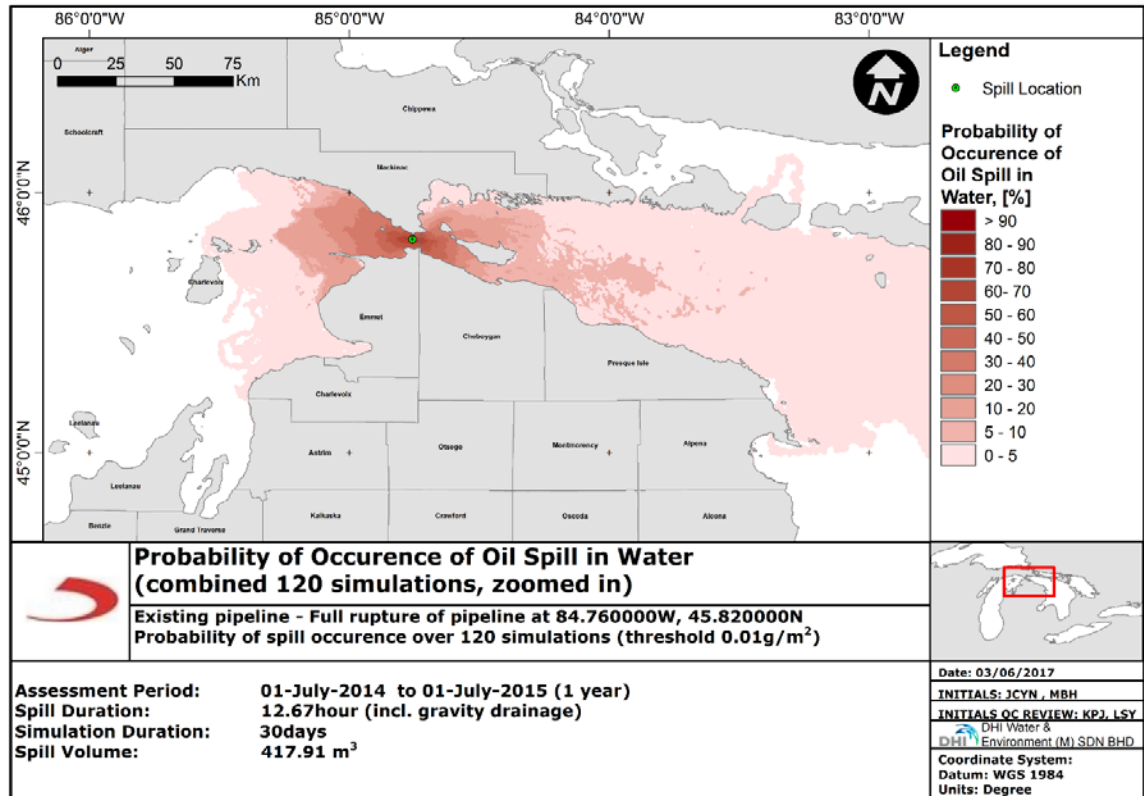 86°0'0"W 85°0'0"W 84°0'0"W 83°0'0"W
46°0'0"N
45°0'0"N
0 25 50 75
Km
N
Alger
Schoolcraft
Chippewa
Mackinac
Charlevoix
Emmet
Cheboygan
Presque Isle
Charlevoix
Leelanau
Antrim
Otsego
Montmorency
Alpena
Leelanau
Benzie
Grand Traverse
Kalkaska
Crawford
Oscoda
Alcona
Legend
Spill Location
Probability of
Occurence of
Oil Spill in
Water, [%]
> 90
80 - 90
70 - 80
60- 70
50 - 60
40 - 50
30 - 40
20 - 30
10 - 20
5 - 10
0 - 5
Probability of Occurence of Oil Spill in Water
(combined 120 simulations, zoomed in)
Existing pipeline - Full rupture of pipeline at 84.760000W, 45.820000N
Probability of spill occurence over 120 simulations (threshold 0.01g/m²)
Assessment Period: 01-July-2014 to 01-July-2015 (1 year)
Spill Duration: 12.67hour (incl. gravity drainage)
Simulation Duration: 30days
Spill Volume: 417.91 m³
Date: 03/06/2017
INITIALS: JCYN , MBH
INITIALS QC REVIEW: KPJ, LSY
DHI
DHI Water &
Environment (M) SDN BHD
Coordinate System:
Datum: WGS 1984
Units: Degree